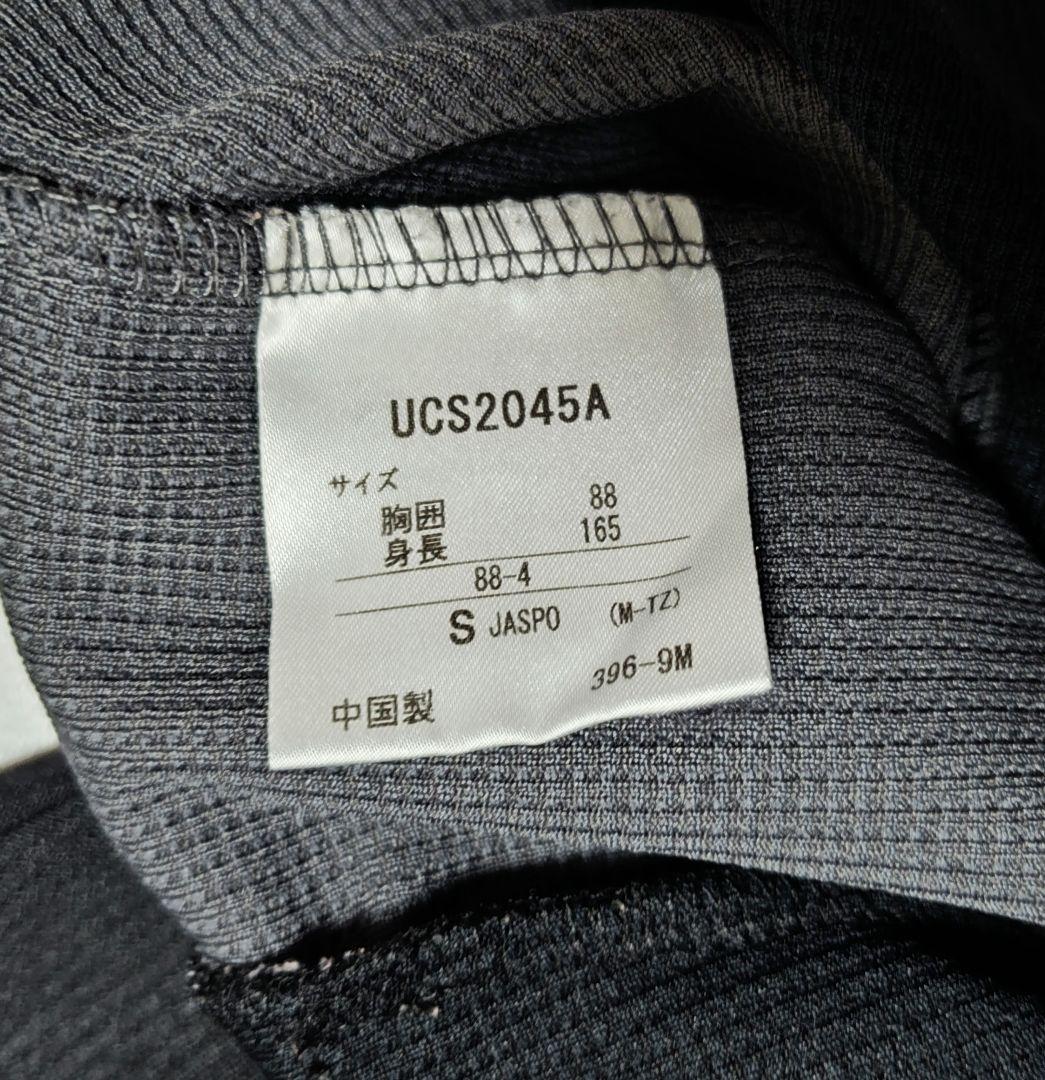 UCS2045A
サイズ
胸囲 88
身長 165
88-4
S JASPO (M-TZ)
396-9M
中国製